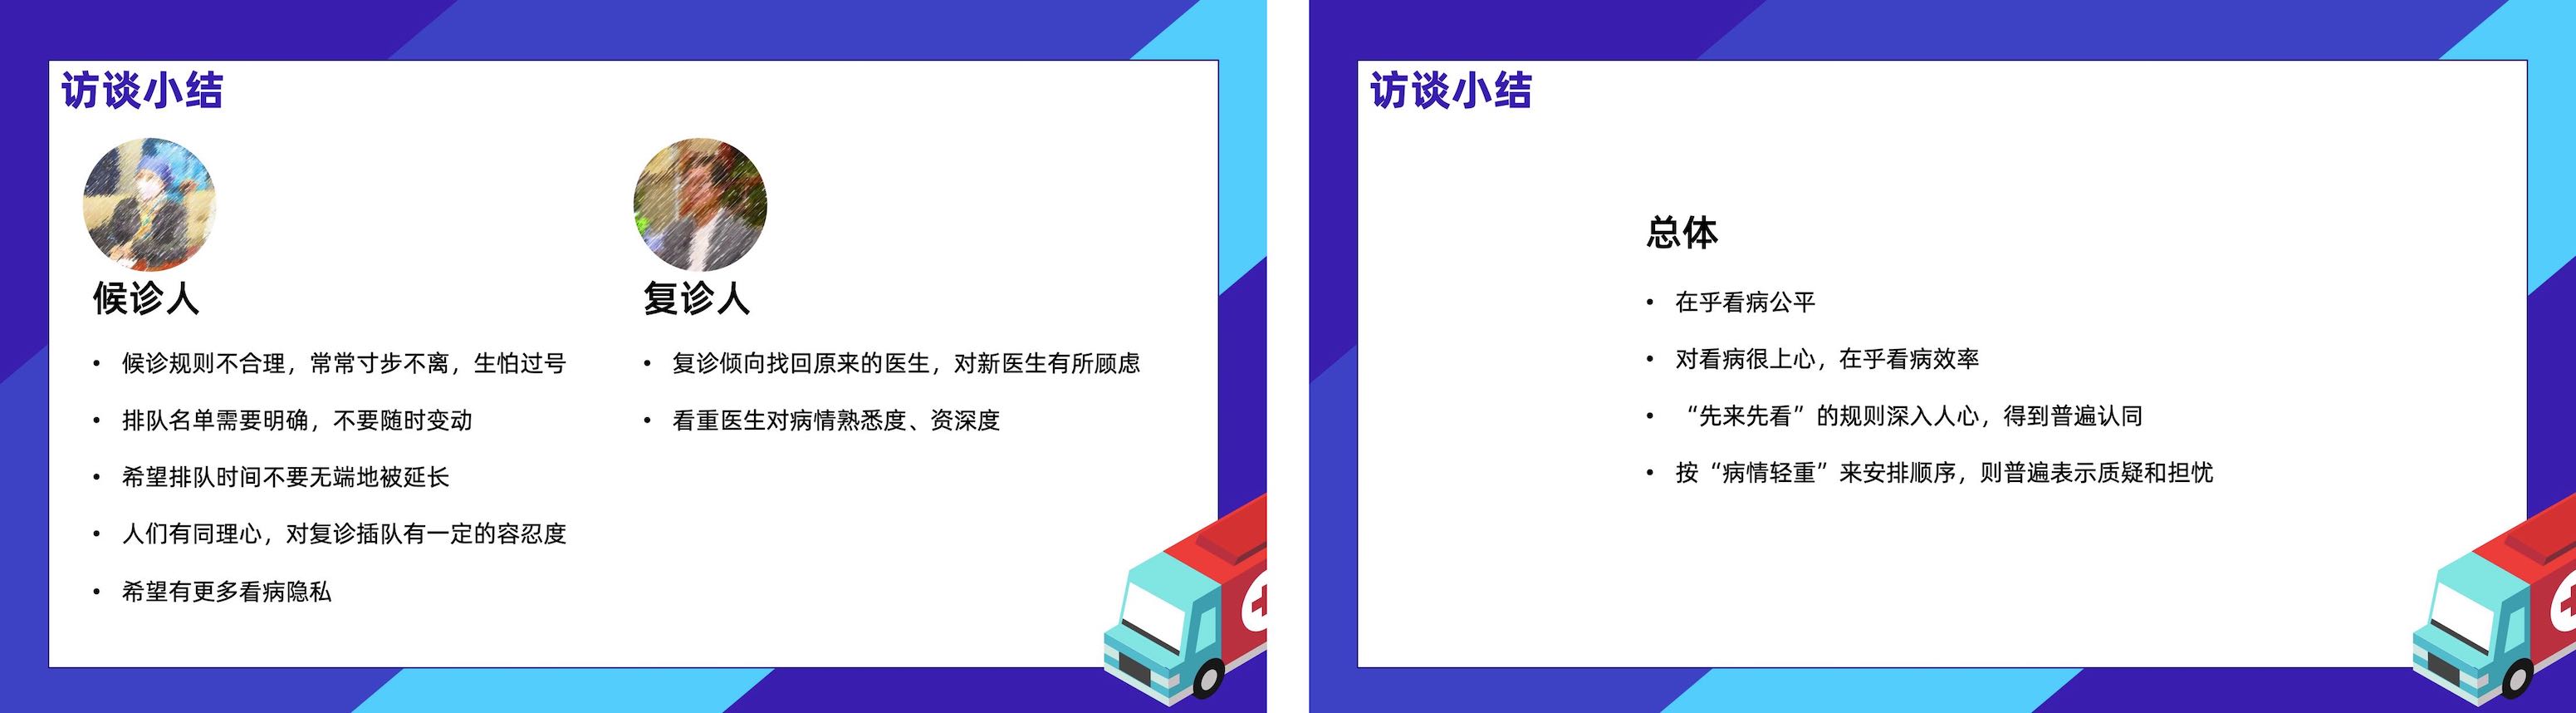 访谈小结
候诊人
• 候诊规则不合理，常常寸步不离，生怕过号
• 排队名单需要明确，不要随时变动
• 希望排队时间不要无端地被延长
• 人们有同理心，对复诊插队有一定的容忍度
• 希望有更多看病隐私
复诊人
• 复诊倾向找回原来的医生，对新医生有所顾虑
• 看重医生对病情熟悉度、资深度
访谈小结
总体
• 在乎看病公平
• 对看病很上心，在乎看病效率
• “先来先看”的规则深入人心，得到普遍认同
• 按“病情轻重”来安排顺序，则普遍表示质疑和担忧